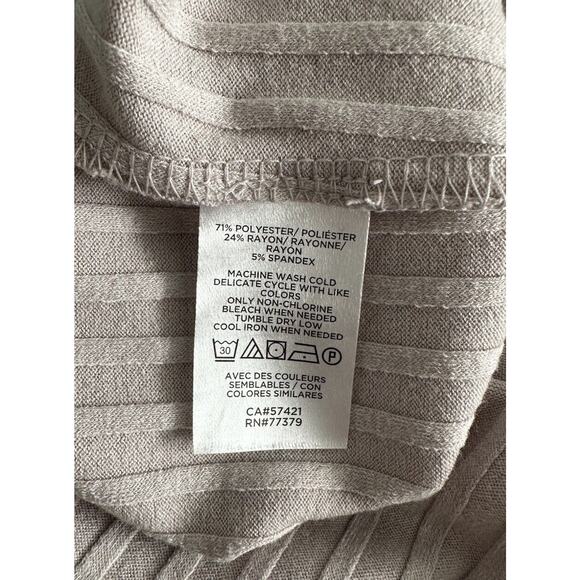 71% POLYESTER/ POLIÉSTER
24% RAYON/ RAYONNE/
RAYÓN
5% SPANDEX
MACHINE WASH COLD
DELICATE CYCLE WITH LIKE
COLORS
ONLY NON-CHLORINE
BLEACH WHEN NEEDED
TUMBLE DRY LOW
COOL IRON WHEN NEEDED
30 P
AVEC DES COULEURS
SEMBLABLES / CON
COLORES SIMILARES
CA#57421
RN#77379